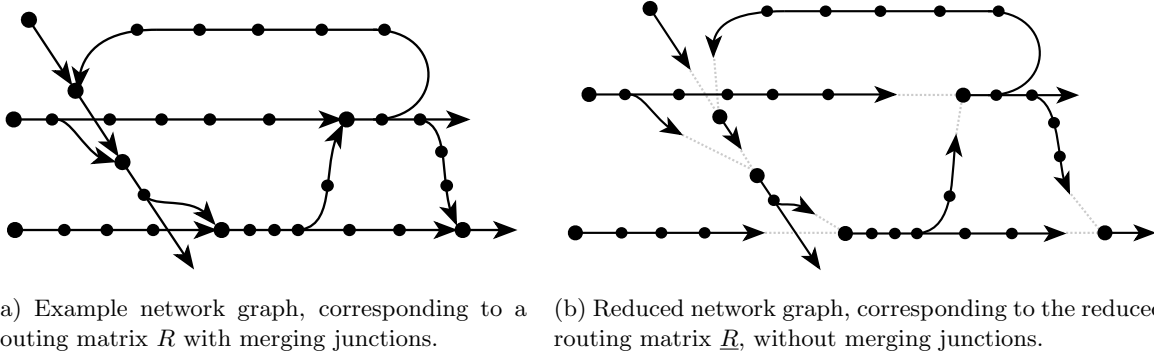 a) Example network graph, corresponding to a
outing matrix R with merging junctions.
(b) Reduced network graph, corresponding to the reduced
routing matrix R, without merging junctions.